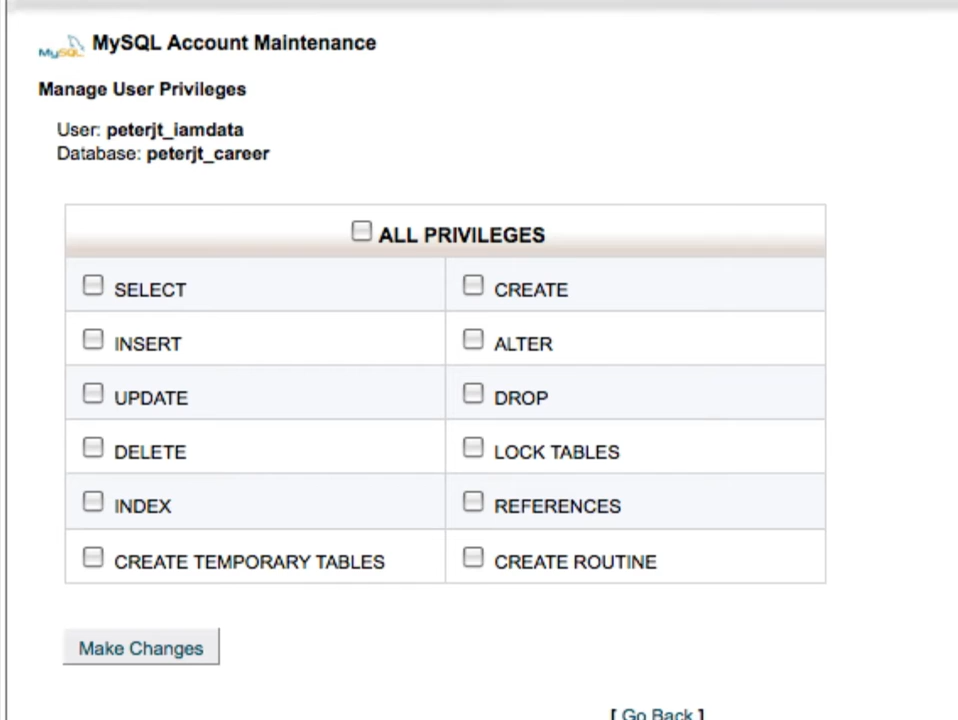 MySQL MySQL Account Maintenance
Manage User Privileges
User: peterjt_iamdata
Database: peterjt_career
ALL PRIVILEGES
SELECT CREATE
INSERT ALTER
UPDATE DROP
DELETE LOCK TABLES
INDEX REFERENCES
CREATE TEMPORARY TABLES CREATE ROUTINE
Make Changes
[ Go Back ]